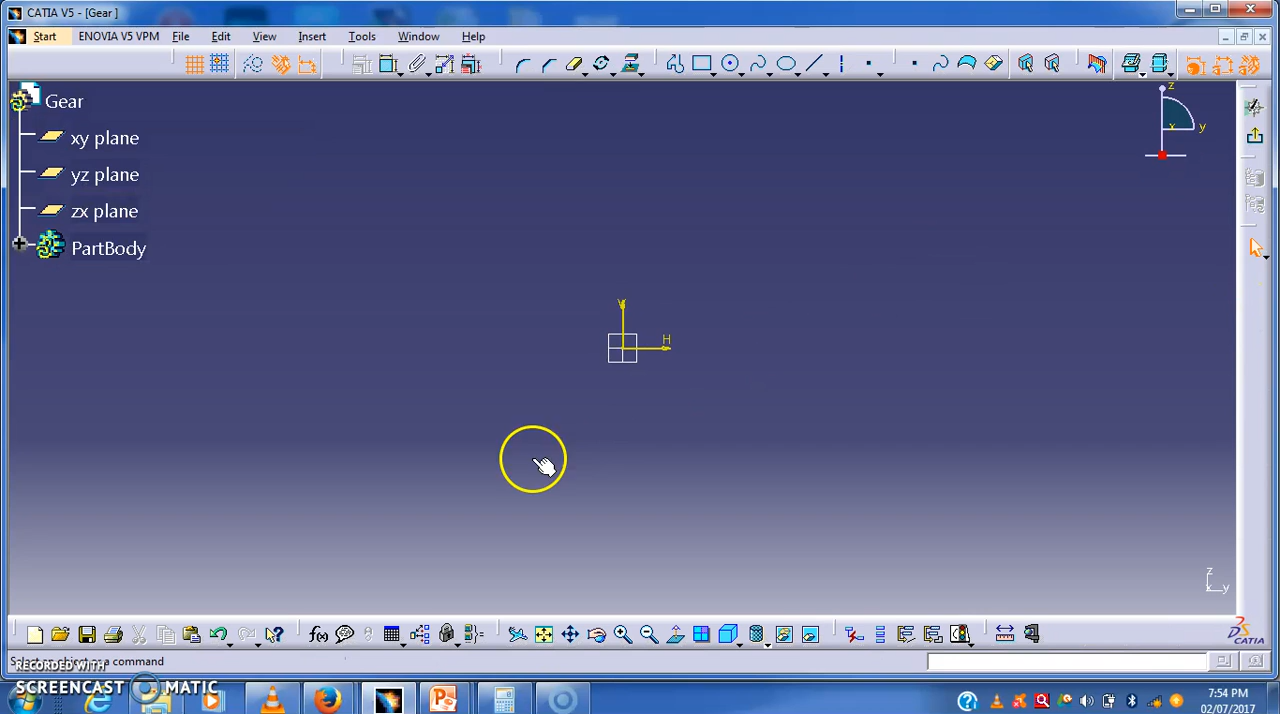 CATIA V5 - [Gear ]
Start ENOVIA V5 VPM File Edit View Insert Tools Window Help
Gear
xy plane
yz plane
zx plane
PartBody
z
x y
V
H
z
x y
f(x)
CATIA
a command
RECORDED WITH
SCREENCAST MATIC
7:54 PM
02/07/2017